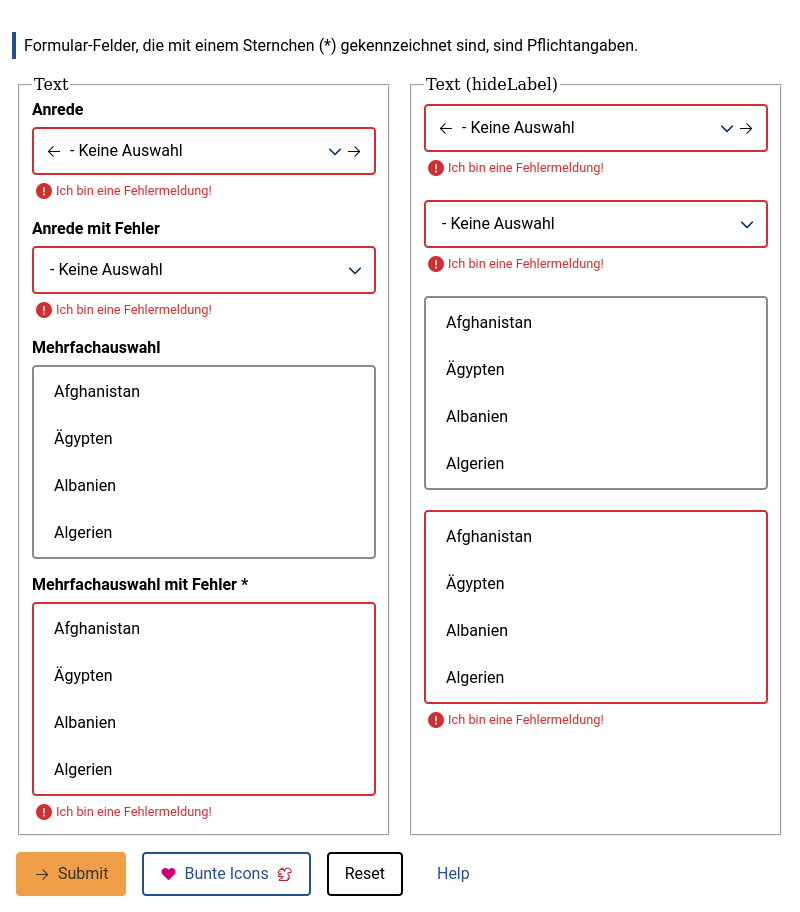 Formular-Felder, die mit einem Sternchen (*) gekennzeichnet sind, sind Pflichtangaben.
Text
Anrede
- Keine Auswahl
Ich bin eine Fehlermeldung!
Anrede mit Fehler
- Keine Auswahl
Ich bin eine Fehlermeldung!
Mehrfachauswahl
Afghanistan
Ägypten
Albanien
Algerien
Mehrfachauswahl mit Fehler *
Afghanistan
Ägypten
Albanien
Algerien
Ich bin eine Fehlermeldung!
Text (hideLabel)
- Keine Auswahl
Ich bin eine Fehlermeldung!
- Keine Auswahl
Ich bin eine Fehlermeldung!
Afghanistan
Ägypten
Albanien
Algerien
Afghanistan
Ägypten
Albanien
Algerien
Ich bin eine Fehlermeldung!
Submit
Bunte Icons
Reset
Help